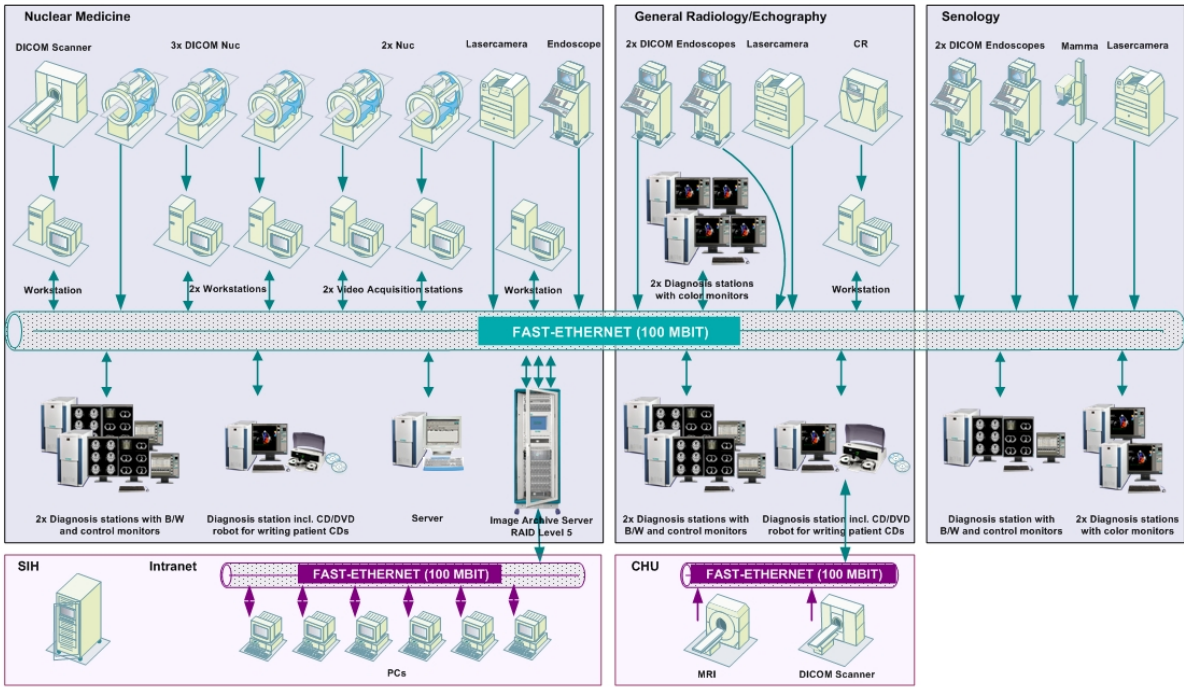 Nuclear Medicine
General Radiology/Echography
Senology
DICOM Scanner
3x DICOM Nuc
2x Nuc
Lasercamera
Endoscope
2x DICOM Endoscopes
Lasercamera
CR
2x DICOM Endoscopes
Mamma
Lasercamera
Workstation
2x Workstations
2x Video Acquisition stations
Workstation
2x Diagnosis stations
with color monitors
Workstation
FAST-ETHERNET (100 MBIT)
2x Diagnosis stations with B/W
and control monitors
Diagnosis station incl. CD/DVD
robot for writing patient CDs
Server
Image Archive Server
RAID Level 5
2x Diagnosis stations with
B/W and control monitors
Diagnosis station incl. CD/DVD
robot for writing patient CDs
Diagnosis station with
B/W and control monitors
2x Diagnosis stations
with color monitors
SIH
Intranet
FAST-ETHERNET (100 MBIT)
PCs
CHU
FAST-ETHERNET (100 MBIT)
MRI
DICOM Scanner